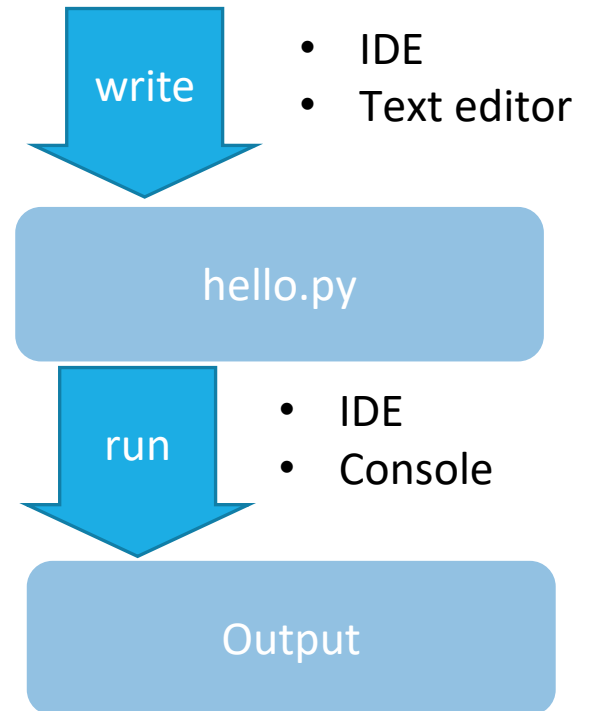 write
• IDE
• Text editor
hello.py
run
• IDE
• Console
Output